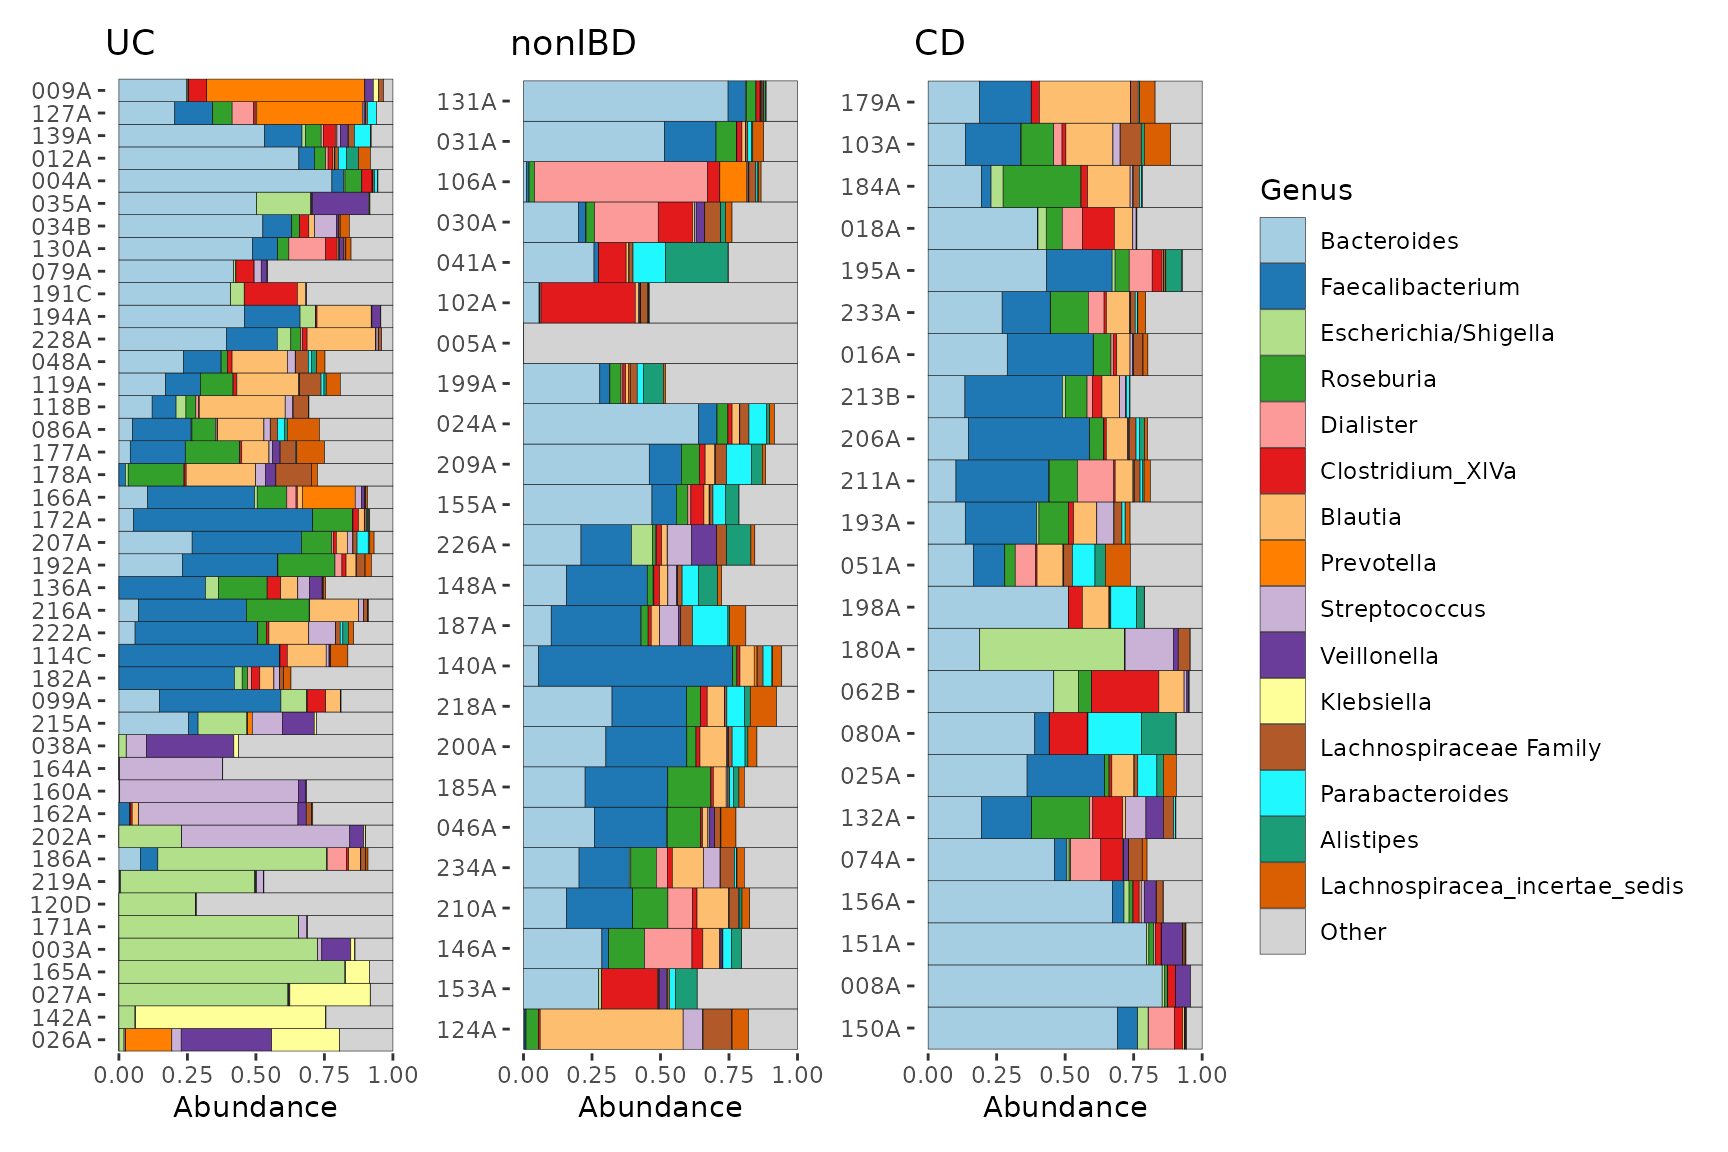 UC
nonIBD
CD
009A
127A
139A
012A
004A
035A
034B
130A
079A
191C
194A
228A
048A
119A
118B
086A
177A
178A
166A
172A
207A
192A
136A
216A
222A
114C
182A
099A
215A
038A
164A
160A
162A
202A
186A
219A
120D
171A
003A
165A
027A
142A
026A
0.00 0.25 0.50 0.75 1.00
Abundance
131A
031A
106A
030A
041A
102A
005A
199A
024A
209A
155A
226A
148A
187A
140A
218A
200A
185A
046A
234A
210A
146A
153A
124A
0.00 0.25 0.50 0.75 1.00
Abundance
179A
103A
184A
018A
195A
233A
016A
213B
206A
211A
193A
051A
198A
180A
062B
080A
025A
132A
074A
156A
151A
008A
150A
0.00 0.25 0.50 0.75 1.00
Abundance
Genus
Bacteroides
Faecalibacterium
Escherichia/Shigella
Roseburia
Dialister
Clostridium_XlVa
Blautia
Prevotella
Streptococcus
Veillonella
Klebsiella
Lachnospiraceae Family
Parabacteroides
Alistipes
Lachnospiracea_incertae_sedis
Other